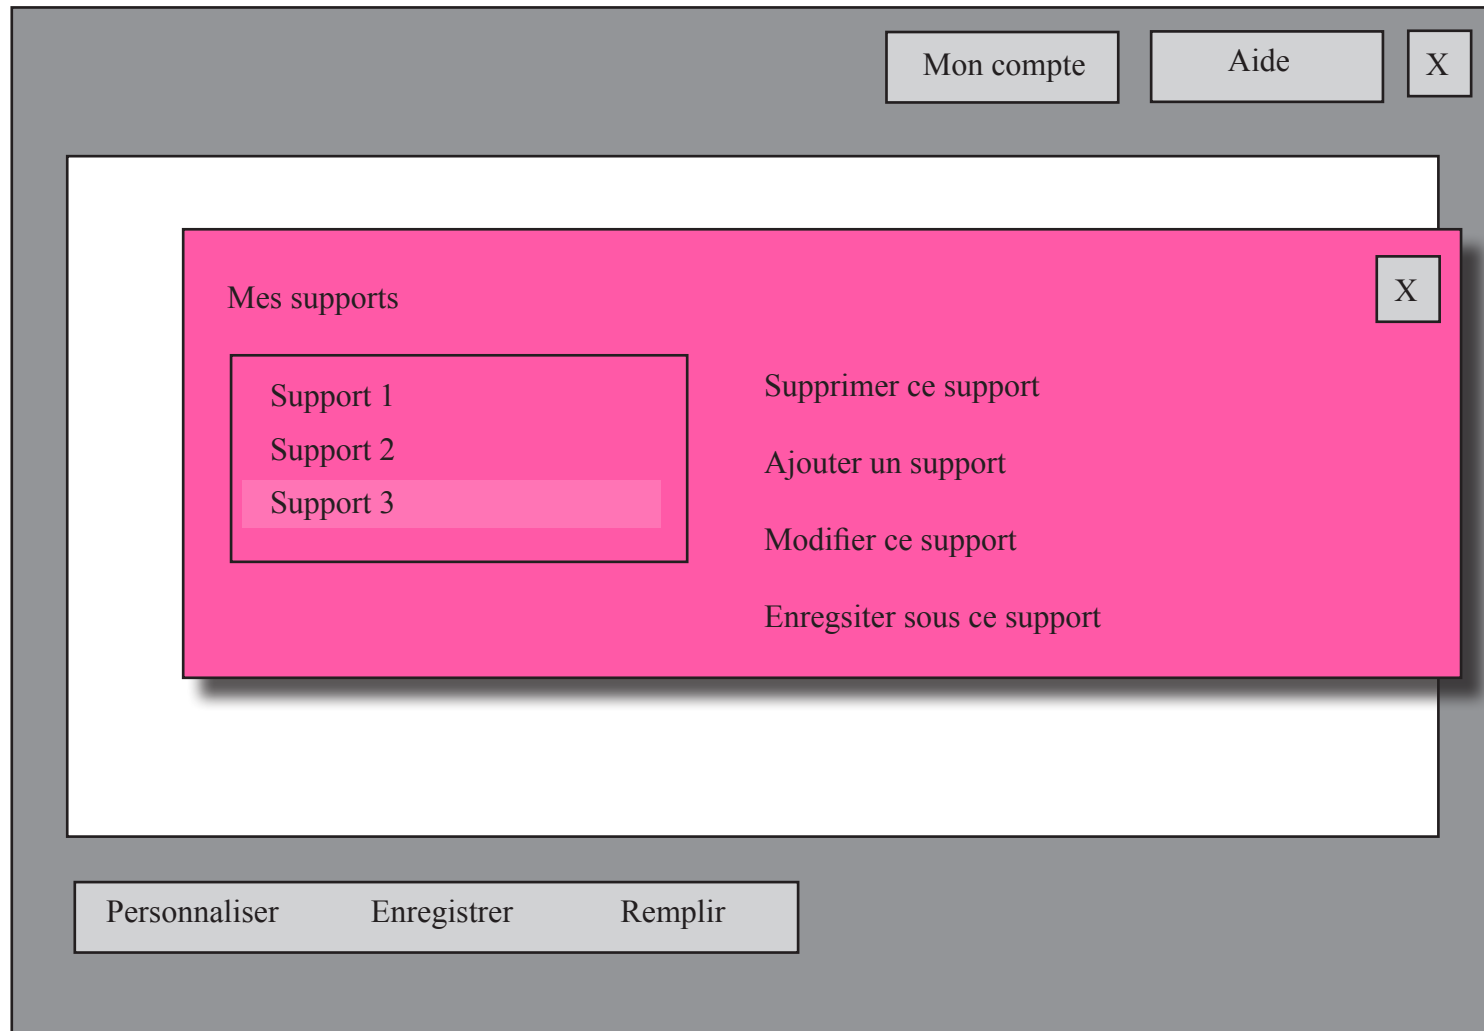 Mon compte
Aide
X
Mes supports
X
Support 1
Support 2
Support 3
Supprimer ce support
Ajouter un support
Modifier ce support
Enregsiter sous ce support
Personnaliser
Enregistrer
Remplir